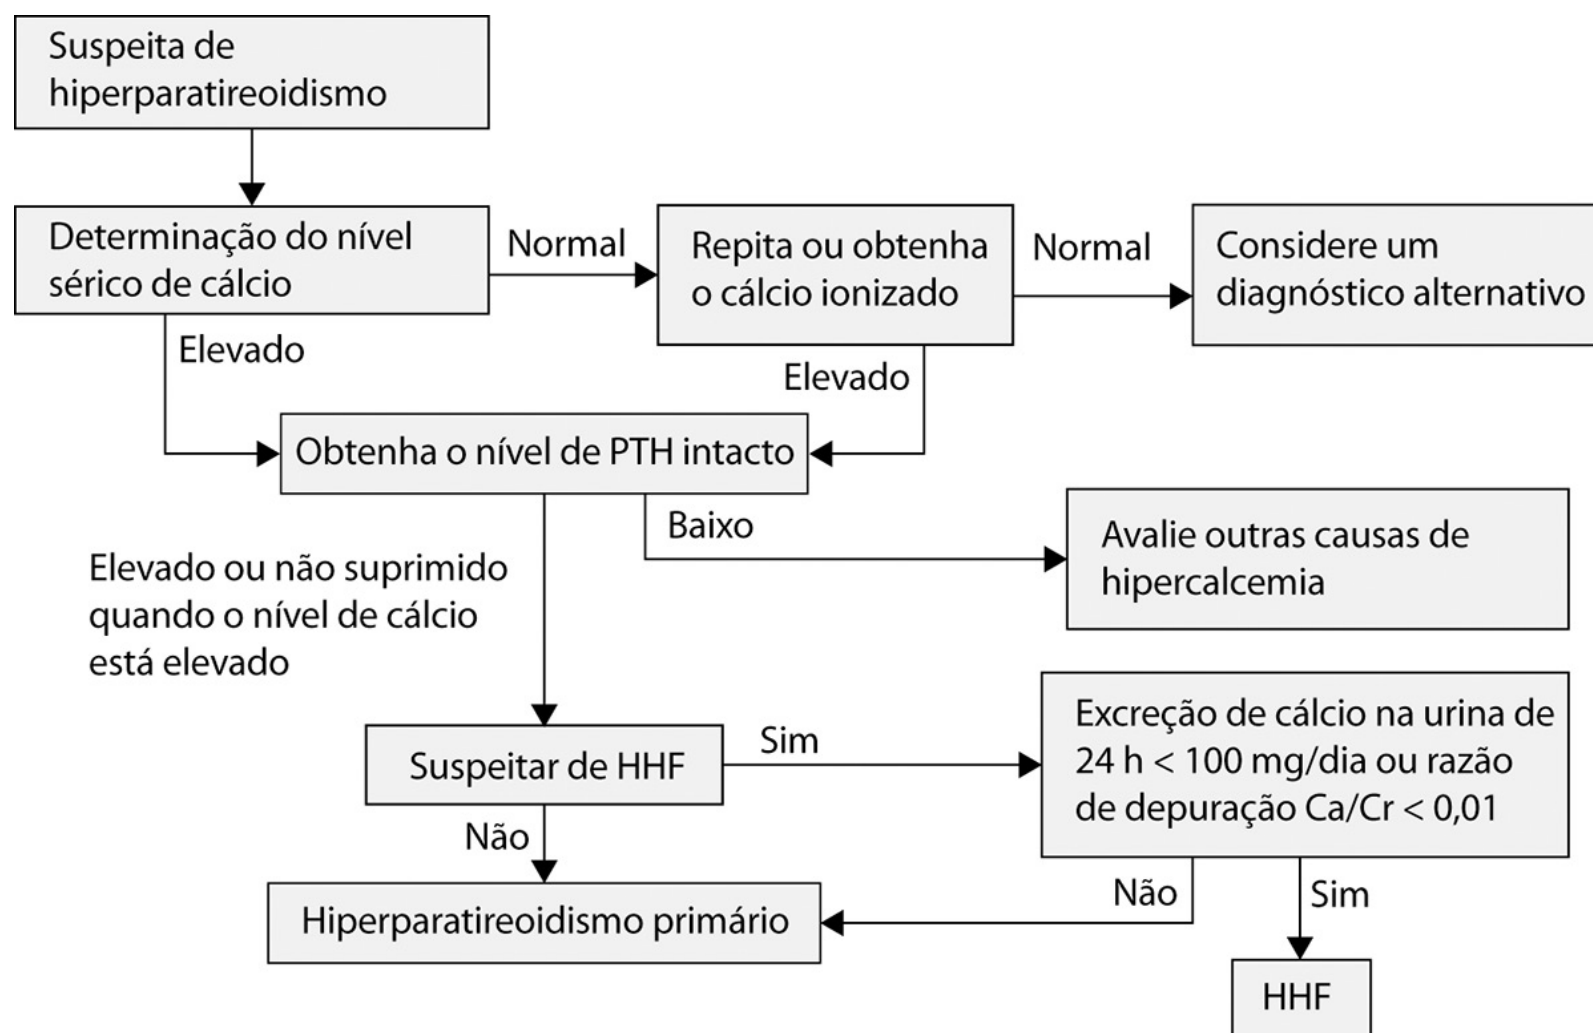 Suspeita de
hiperparatireoidismo
Determinação do nível
sérico de cálcio
Normal
Repita ou obtenha
o cálcio ionizado
Normal
Considere um
diagnóstico alternativo
Elevado
Elevado
Obtenha o nível de PTH intacto
Baixo
Avalie outras causas de
hipercalcemia
Elevado ou não suprimido
quando o nível de cálcio
está elevado
Suspeitar de HHF
Sim
Excreção de cálcio na urina de
24 h < 100 mg/dia ou razão
de depuração Ca/Cr < 0,01
Não
Hiperparatireoidismo primário
Não
Sim
HHF